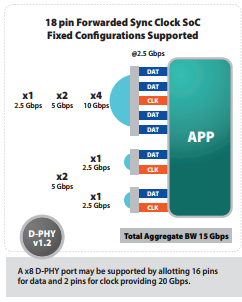 18 pin Forwarded Sync Clock SoC
Fixed Configurations Supported
@2.5 Gbps
x1
2.5 Gbps
x2
5 Gbps
x4
10 Gbps
DAT
DAT
CLK
DAT
DAT
APP
x1
2.5 Gbps
DAT
CLK
x2
5 Gbps
x1
2.5 Gbps
DAT
CLK
D-PHY
v1.2
Total Aggregate BW 15 Gbps
A x8 D-PHY port may be supported by allotting 16 pins
for data and 2 pins for clock providing 20 Gbps.